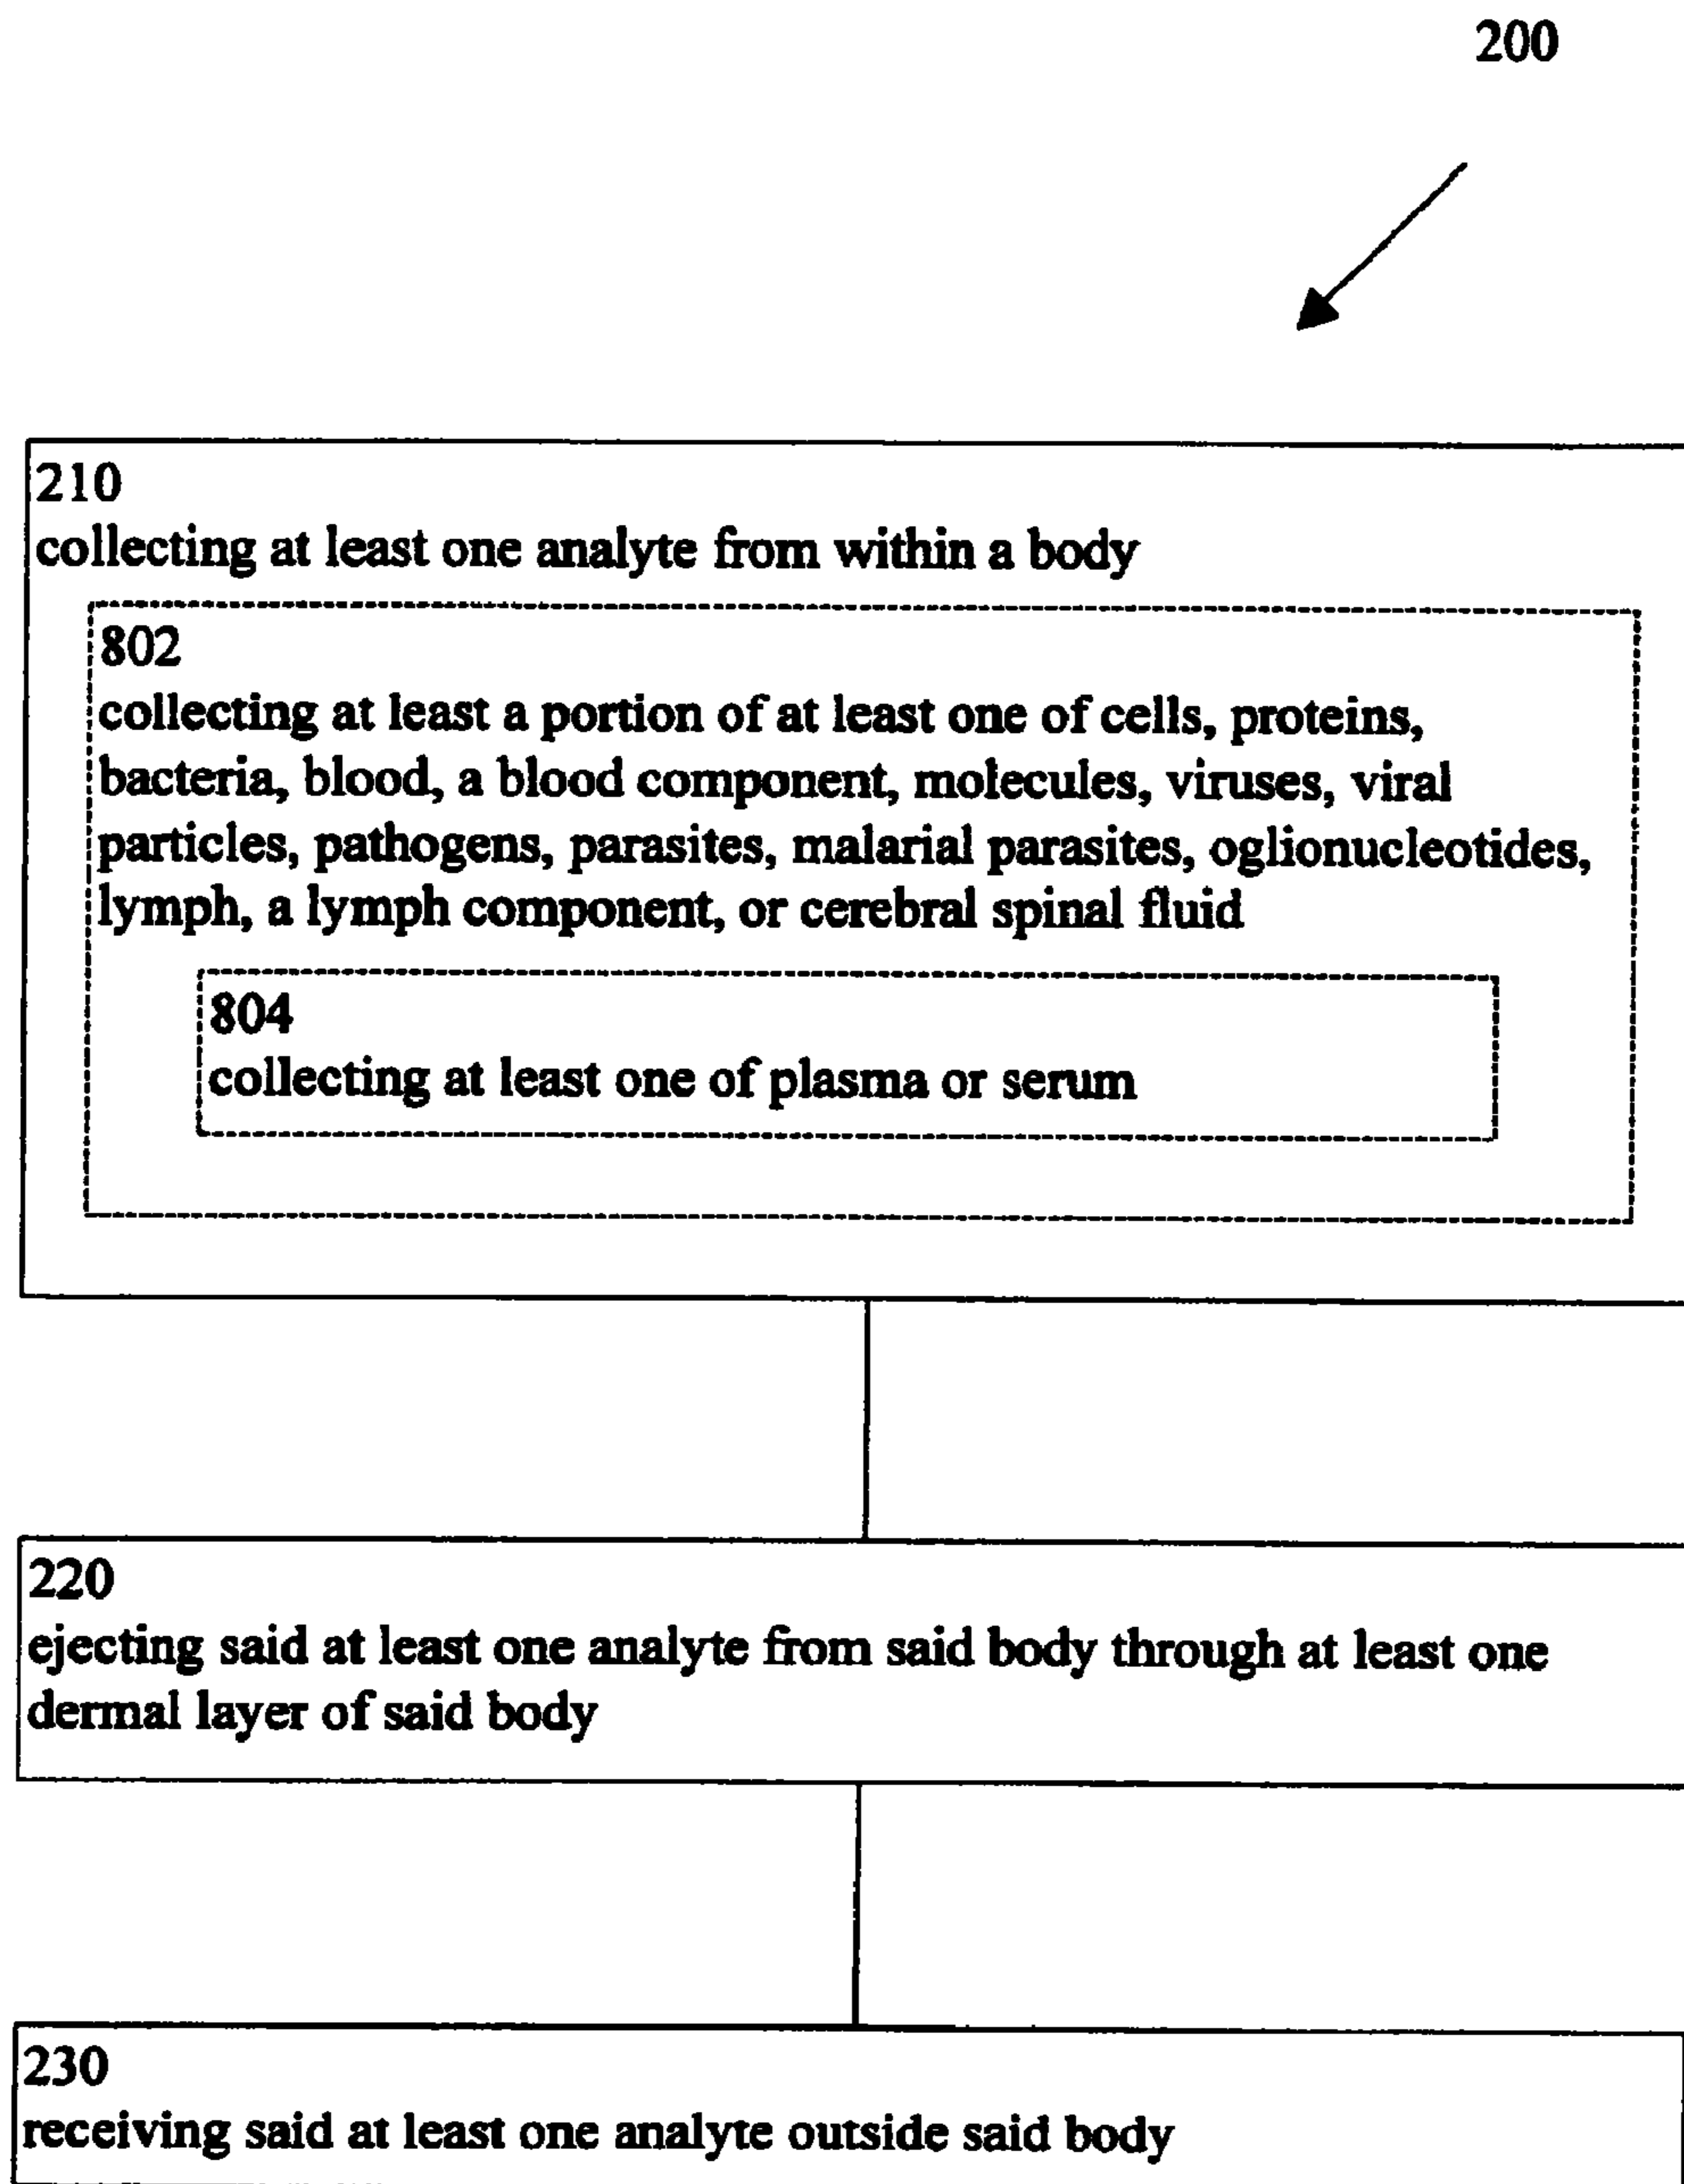 200
210
collecting at least one analyte from within a body
802
collecting at least a portion of at least one of cells, proteins,
bacteria, blood, a blood component, molecules, viruses, viral
particles, pathogens, parasites, malarial parasites, oglionucleotides,
lymph, a lymph component, or cerebral spinal fluid
804
collecting at least one of plasma or serum
220
ejecting said at least one analyte from said body through at least one
dermal layer of said body
230
receiving said at least one analyte outside said body